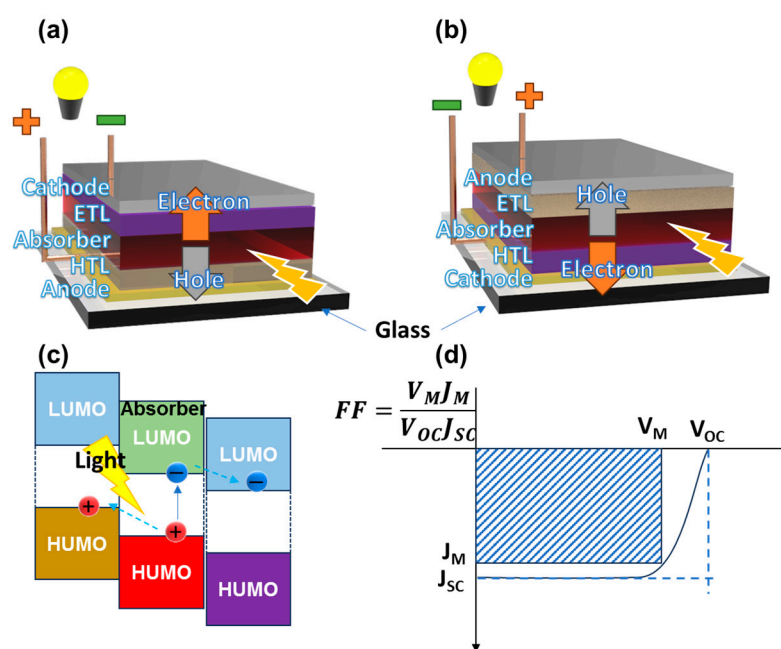 (a)
+
−
Cathode
ETL
Absorber
HTL
Anode
Electron
Hole
(b)
−
+
Anode
ETL
Absorber
HTL
Cathode
Hole
Electron
Glass
(c)
LUMO
Absorber
LUMO
LUMO
Light
−
−
+
+
HUMO
HUMO
HUMO
(d)
FF = V_M J_M / V_OC J_SC
V_M
V_OC
J_M
J_SC